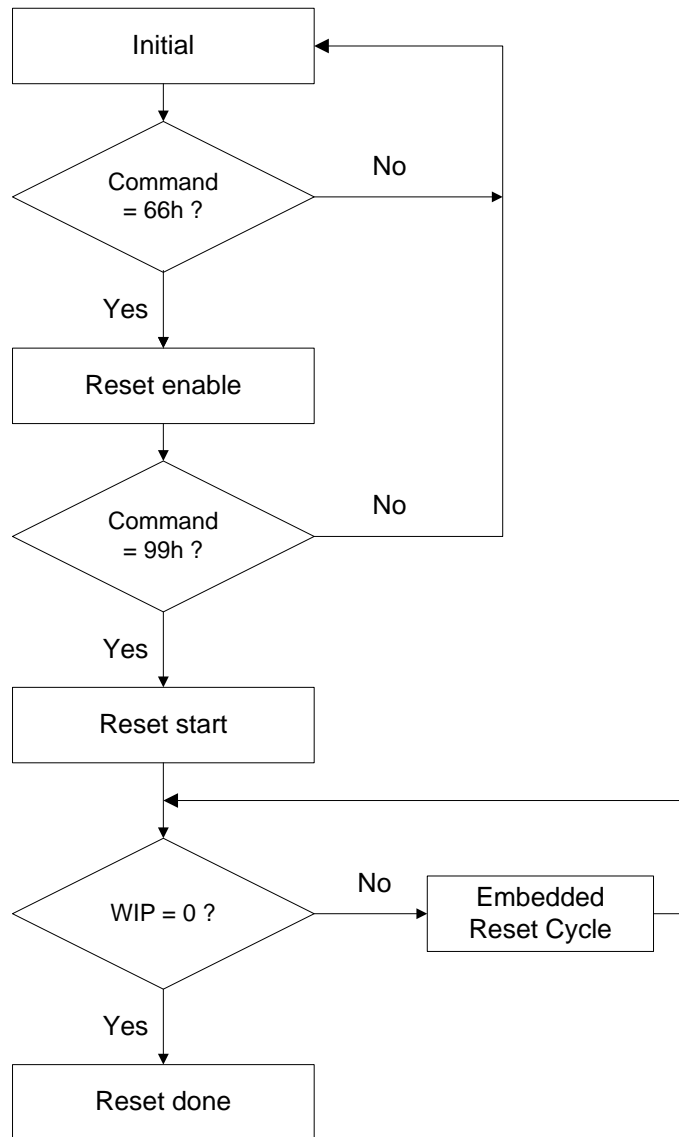 Initial
Command
= 66h ?
No
Yes
Reset enable
Command
= 99h ?
No
Yes
Reset start
WIP = 0 ?
No
Embedded
Reset Cycle
Yes
Reset done